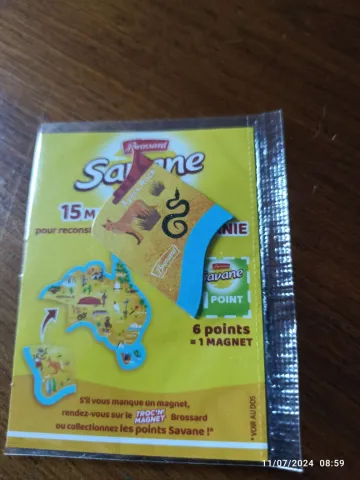 Brossard
Savane
15 M
pour reconsti
NIE
Brossard
Savane
POINT
6 points
= 1 MAGNET
S'il vous manque un magnet,
rendez-vous sur le TROC'N' MAGNET Brossard
ou collectionnez les points Savane !*
* VOIR AU DOS
11/07/2024 08:59